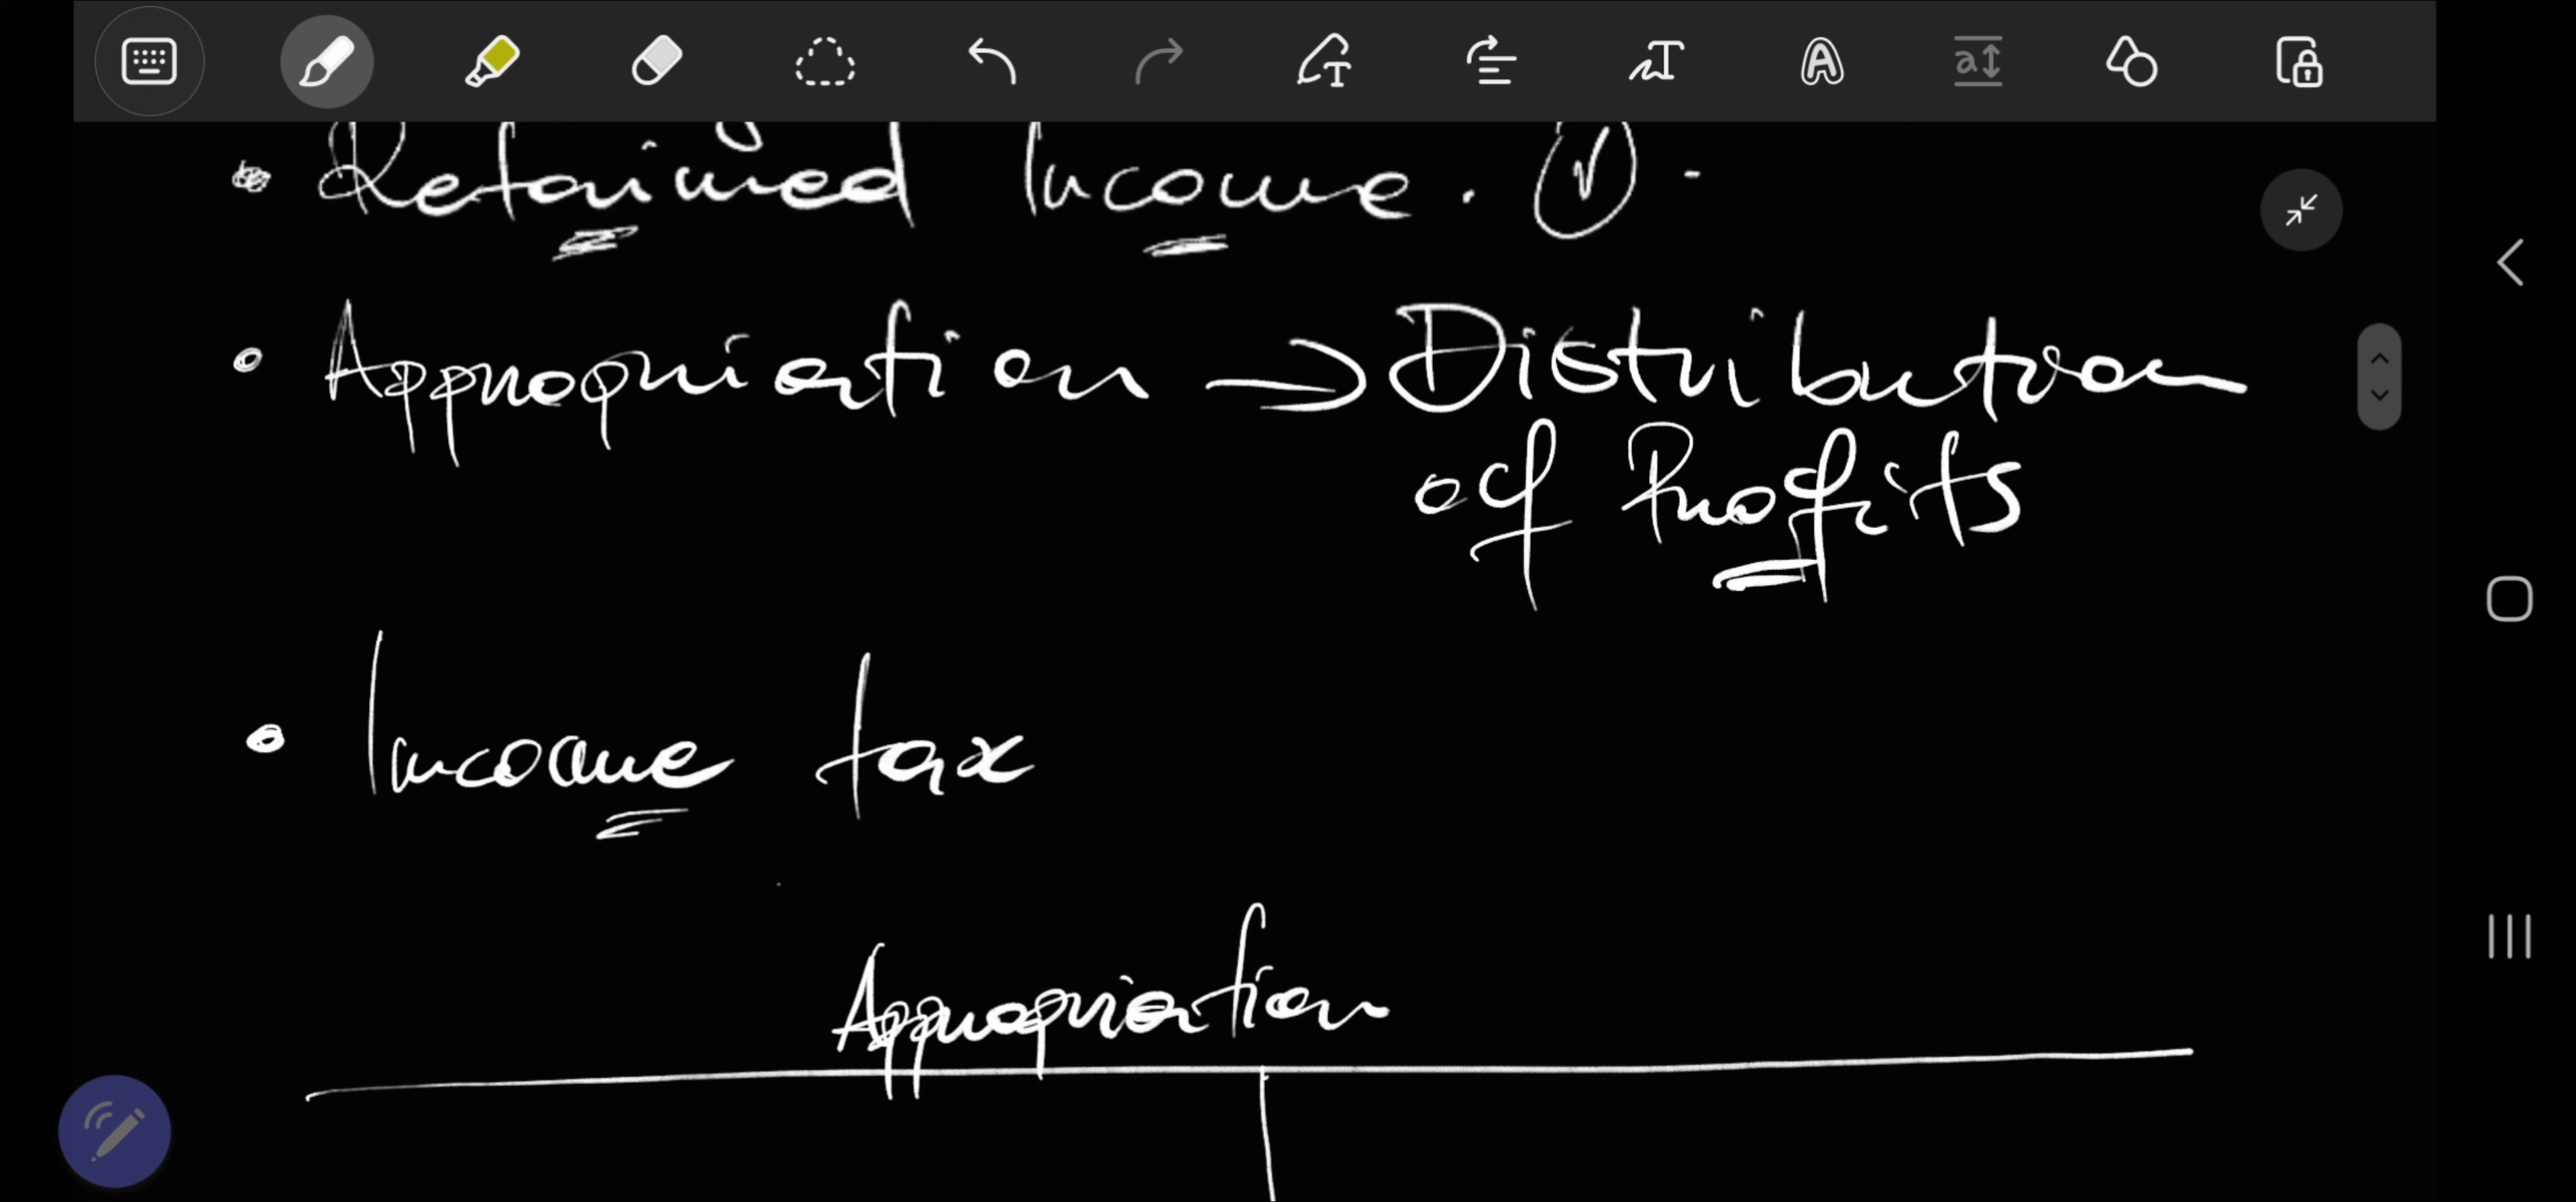 • Retained Income. ✓ .
• Appropriation → Distribution
of Profits
• Income tax
Appropriation